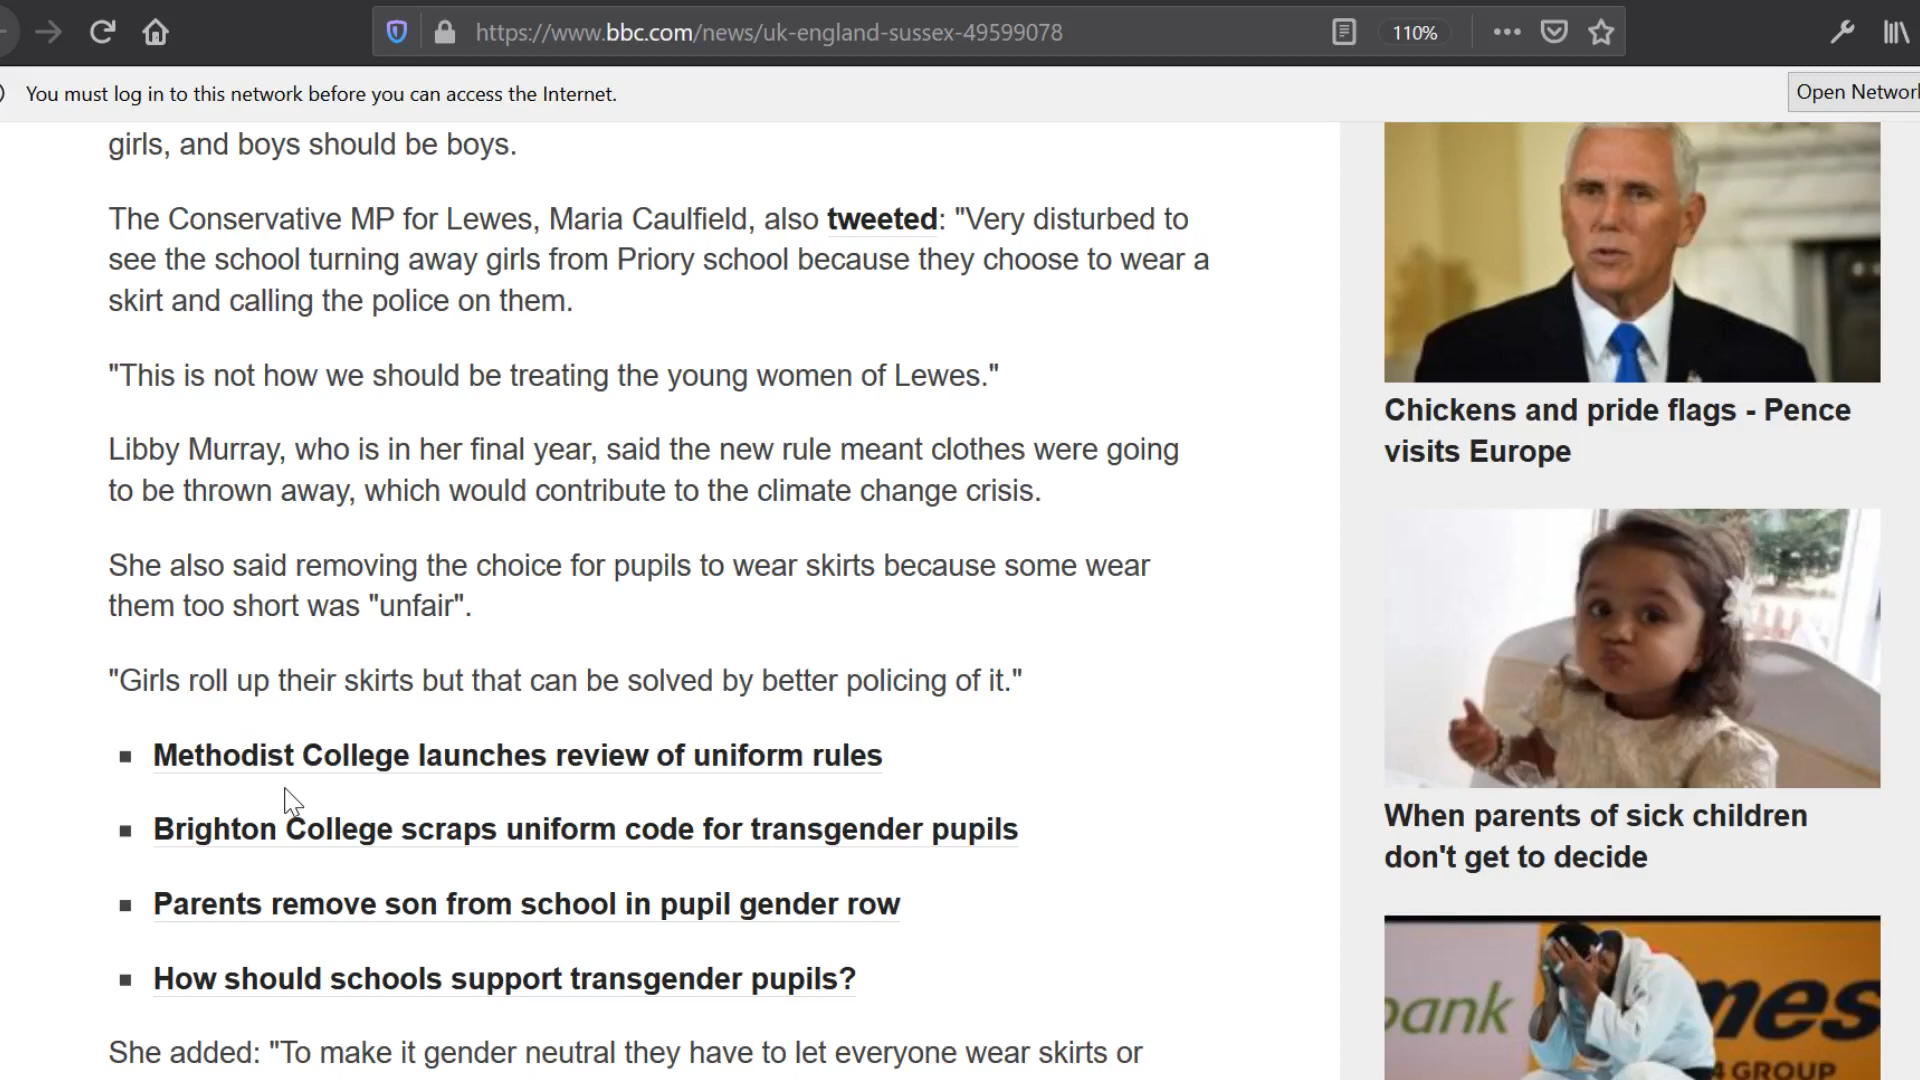 https://www.bbc.com/news/uk-england-sussex-49599078
110%
You must log in to this network before you can access the Internet.
Open Network
girls, and boys should be boys.
The Conservative MP for Lewes, Maria Caulfield, also tweeted: "Very disturbed to
see the school turning away girls from Priory school because they choose to wear a
skirt and calling the police on them.
"This is not how we should be treating the young women of Lewes."
Libby Murray, who is in her final year, said the new rule meant clothes were going
to be thrown away, which would contribute to the climate change crisis.
She also said removing the choice for pupils to wear skirts because some wear
them too short was "unfair".
"Girls roll up their skirts but that can be solved by better policing of it."
Methodist College launches review of uniform rules
Brighton College scraps uniform code for transgender pupils
Parents remove son from school in pupil gender row
How should schools support transgender pupils?
She added: "To make it gender neutral they have to let everyone wear skirts or
Chickens and pride flags - Pence
visits Europe
When parents of sick children
don't get to decide
bank
mes
4 GROUP